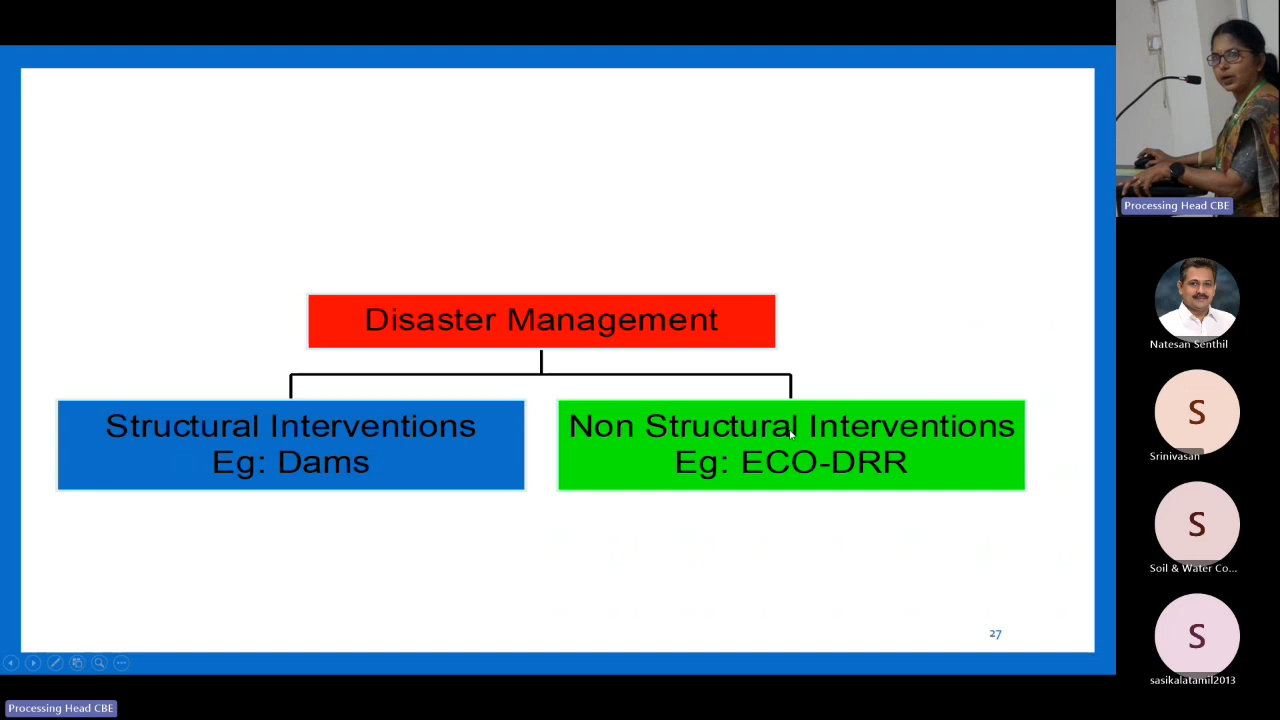 Disaster Management
Structural Interventions
Eg: Dams
Non Structural Interventions
Eg: ECO-DRR
27
Processing Head CBE
Natesan Senthil
S
Srinivasan
S
Soil & Water Co...
S
sasikalatamil2013
Processing Head CBE